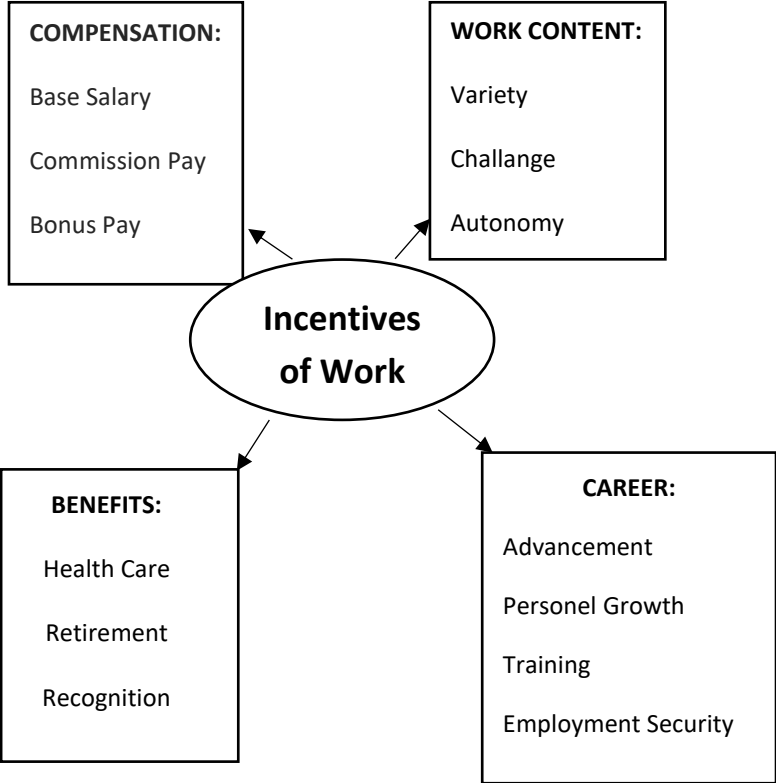 COMPENSATION:
Base Salary
Commission Pay
Bonus Pay
WORK CONTENT:
Variety
Challange
Autonomy
Incentives
of Work
BENEFITS:
Health Care
Retirement
Recognition
CAREER:
Advancement
Personel Growth
Training
Employment Security